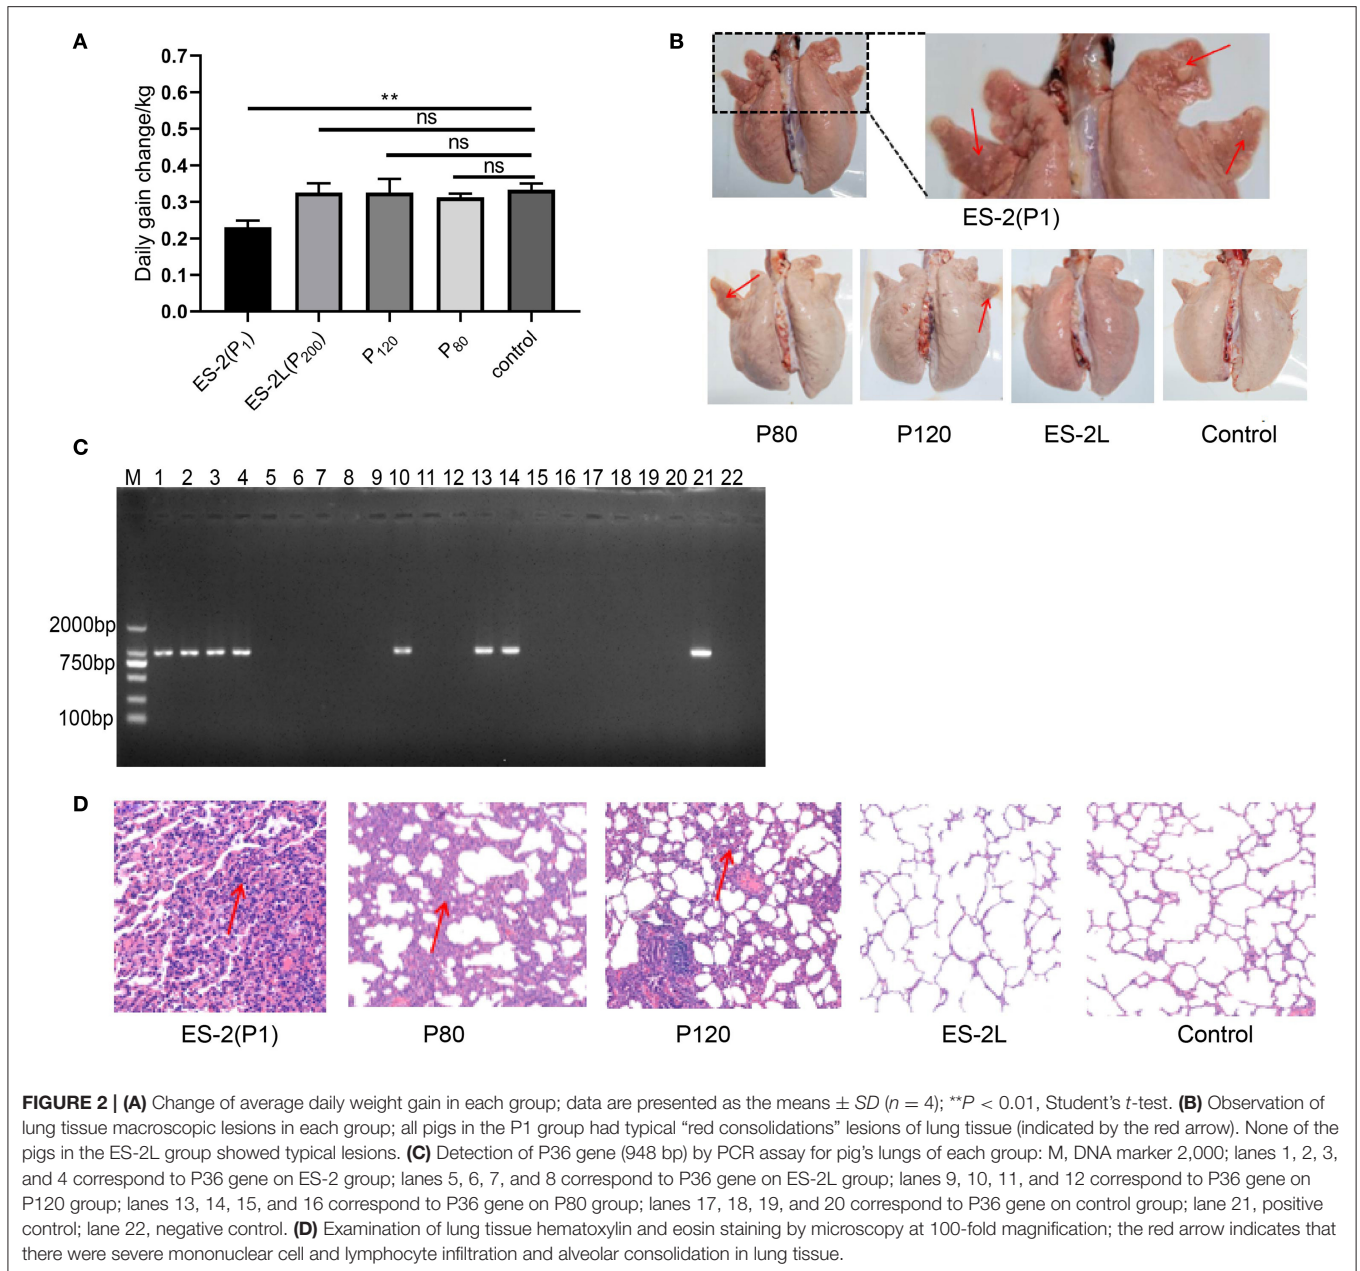 A
Daily gain change/kg
0.7
0.6
0.5
0.4
0.3
0.2
0.1
0.0
**
ns
ns
ns
ES-2(P1)
ES-2L(P200)
P120
P80
control
B
ES-2(P1)
P80 P120 ES-2L Control
C
M 1 2 3 4 5 6 7 8 9 10 11 12 13 14 15 16 17 18 19 20 21 22
2000bp
750bp
100bp
D
ES-2(P1) P80 P120 ES-2L Control
FIGURE 2 | (A) Change of average daily weight gain in each group; data are presented as the means ± SD (n = 4); **P < 0.01, Student's t-test. (B) Observation of
lung tissue macroscopic lesions in each group; all pigs in the P1 group had typical “red consolidations” lesions of lung tissue (indicated by the red arrow). None of the
pigs in the ES-2L group showed typical lesions. (C) Detection of P36 gene (948 bp) by PCR assay for pig's lungs of each group: M, DNA marker 2,000; lanes 1, 2, 3,
and 4 correspond to P36 gene on ES-2 group; lanes 5, 6, 7, and 8 correspond to P36 gene on ES-2L group; lanes 9, 10, 11, and 12 correspond to P36 gene on
P120 group; lanes 13, 14, 15, and 16 correspond to P36 gene on P80 group; lanes 17, 18, 19, and 20 correspond to P36 gene on control group; lane 21, positive
control; lane 22, negative control. (D) Examination of lung tissue hematoxylin and eosin staining by microscopy at 100-fold magnification; the red arrow indicates that
there were severe mononuclear cell and lymphocyte infiltration and alveolar consolidation in lung tissue.